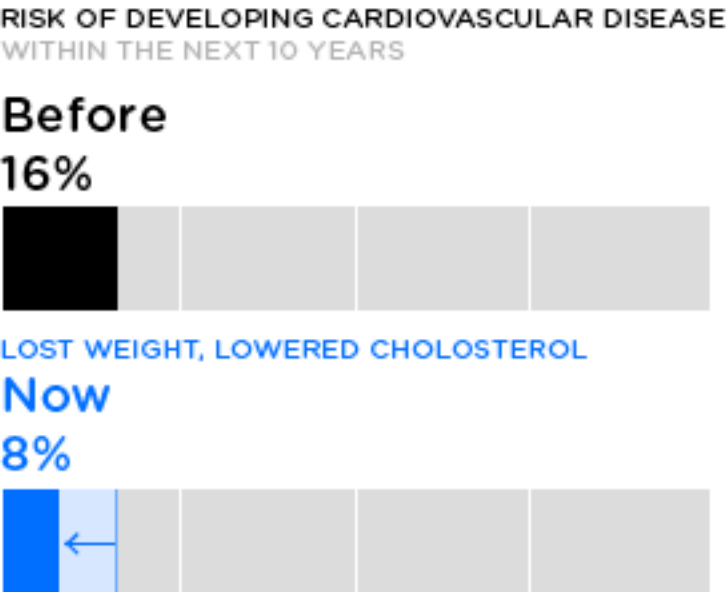 RISK OF DEVELOPING CARDIOVASCULAR DISEASE
WITHIN THE NEXT 10 YEARS
Before
16%
LOST WEIGHT, LOWERED CHOLOSTEROL
Now
8%